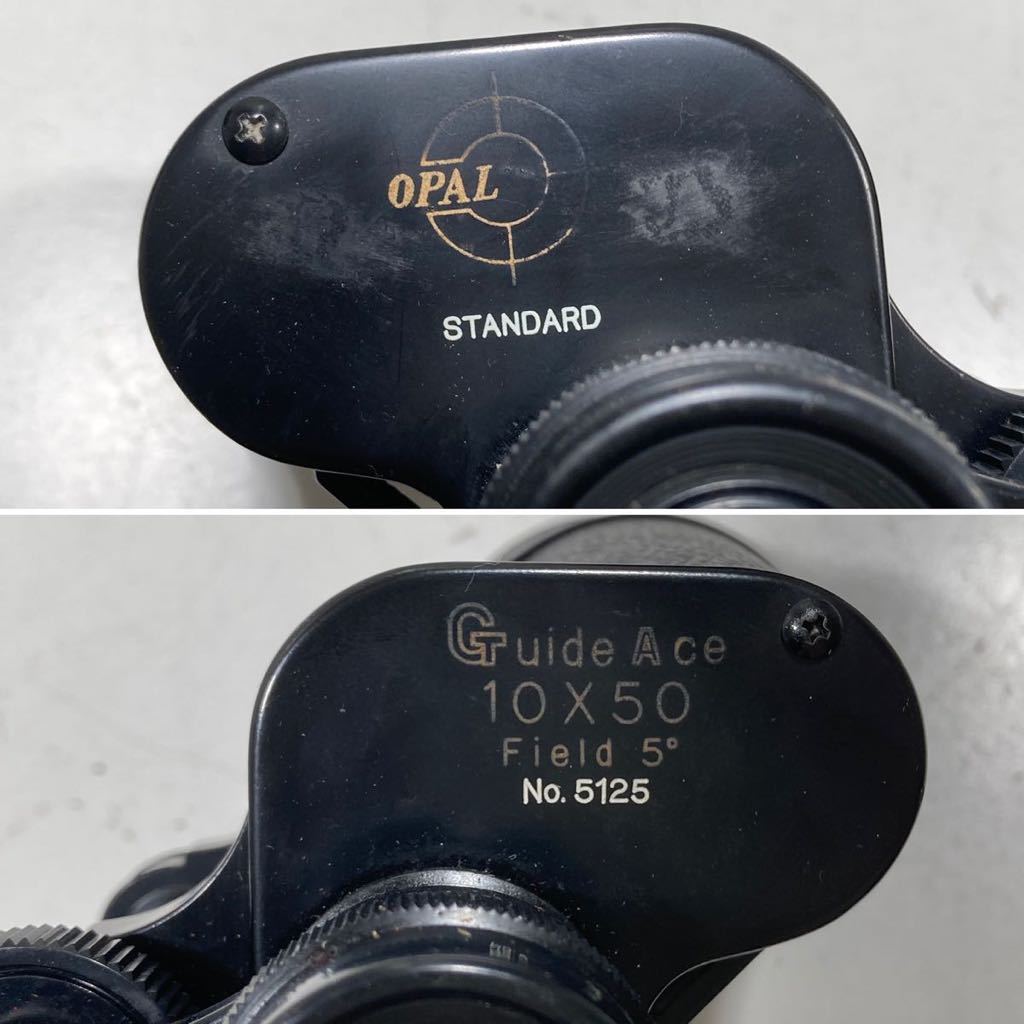 OPAL
STANDARD
Guide Ace
10X50
Field 5°
No. 5125